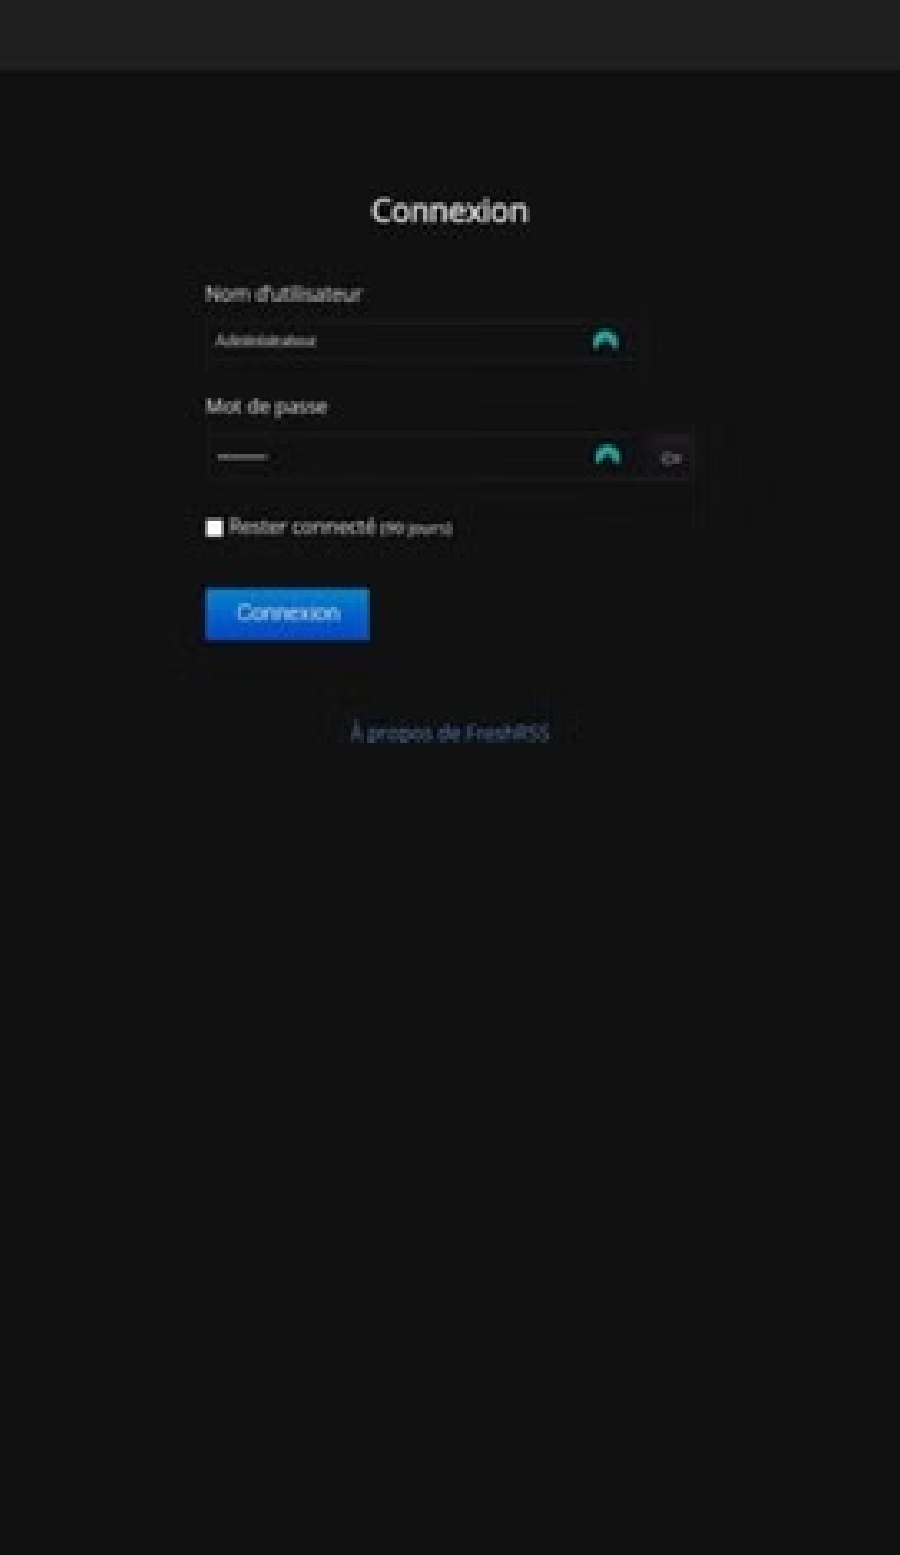 Connexion
Nom d'utilisateur
Administrateur
Mot de passe
Rester connecté (90 jours)
Connexion
À propos de FreshRSS